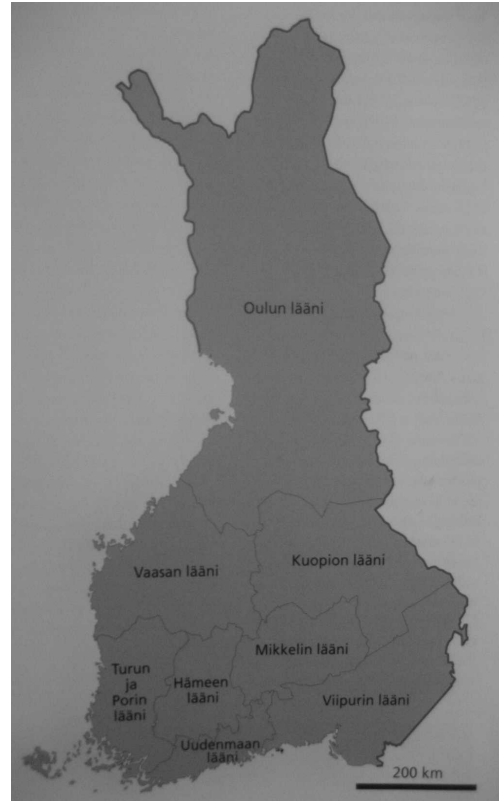 Oulun lääni
Vaasan lääni
Kuopion lääni
Mikkelin lääni
Turun
ja
Porin
lääni
Hämeen
lääni
Viipurin lääni
Uudenmaan
lääni
200 km